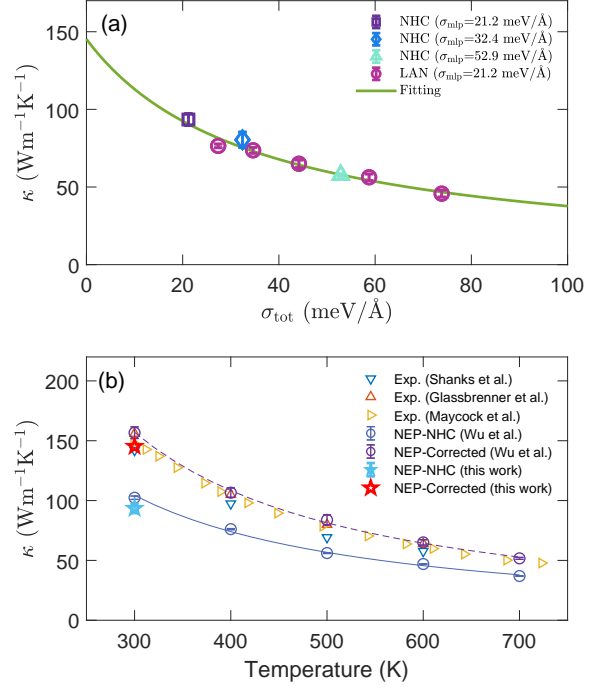 (a)
NHC (σmlp=21.2 meV/Å)
NHC (σmlp=32.4 meV/Å)
NHC (σmlp=52.9 meV/Å)
LAN (σmlp=21.2 meV/Å)
Fitting
150
100
50
0
κ (Wm−1K−1)
0 20 40 60 80 100
σtot (meV/Å)
(b)
Exp. (Shanks et al.)
Exp. (Glassbrenner et al.)
Exp. (Maycock et al.)
NEP-NHC (Wu et al.)
NEP-Corrected (Wu et al.)
NEP-NHC (this work)
NEP-Corrected (this work)
200
150
100
50
0
κ (Wm−1K−1)
300 400 500 600 700
Temperature (K)